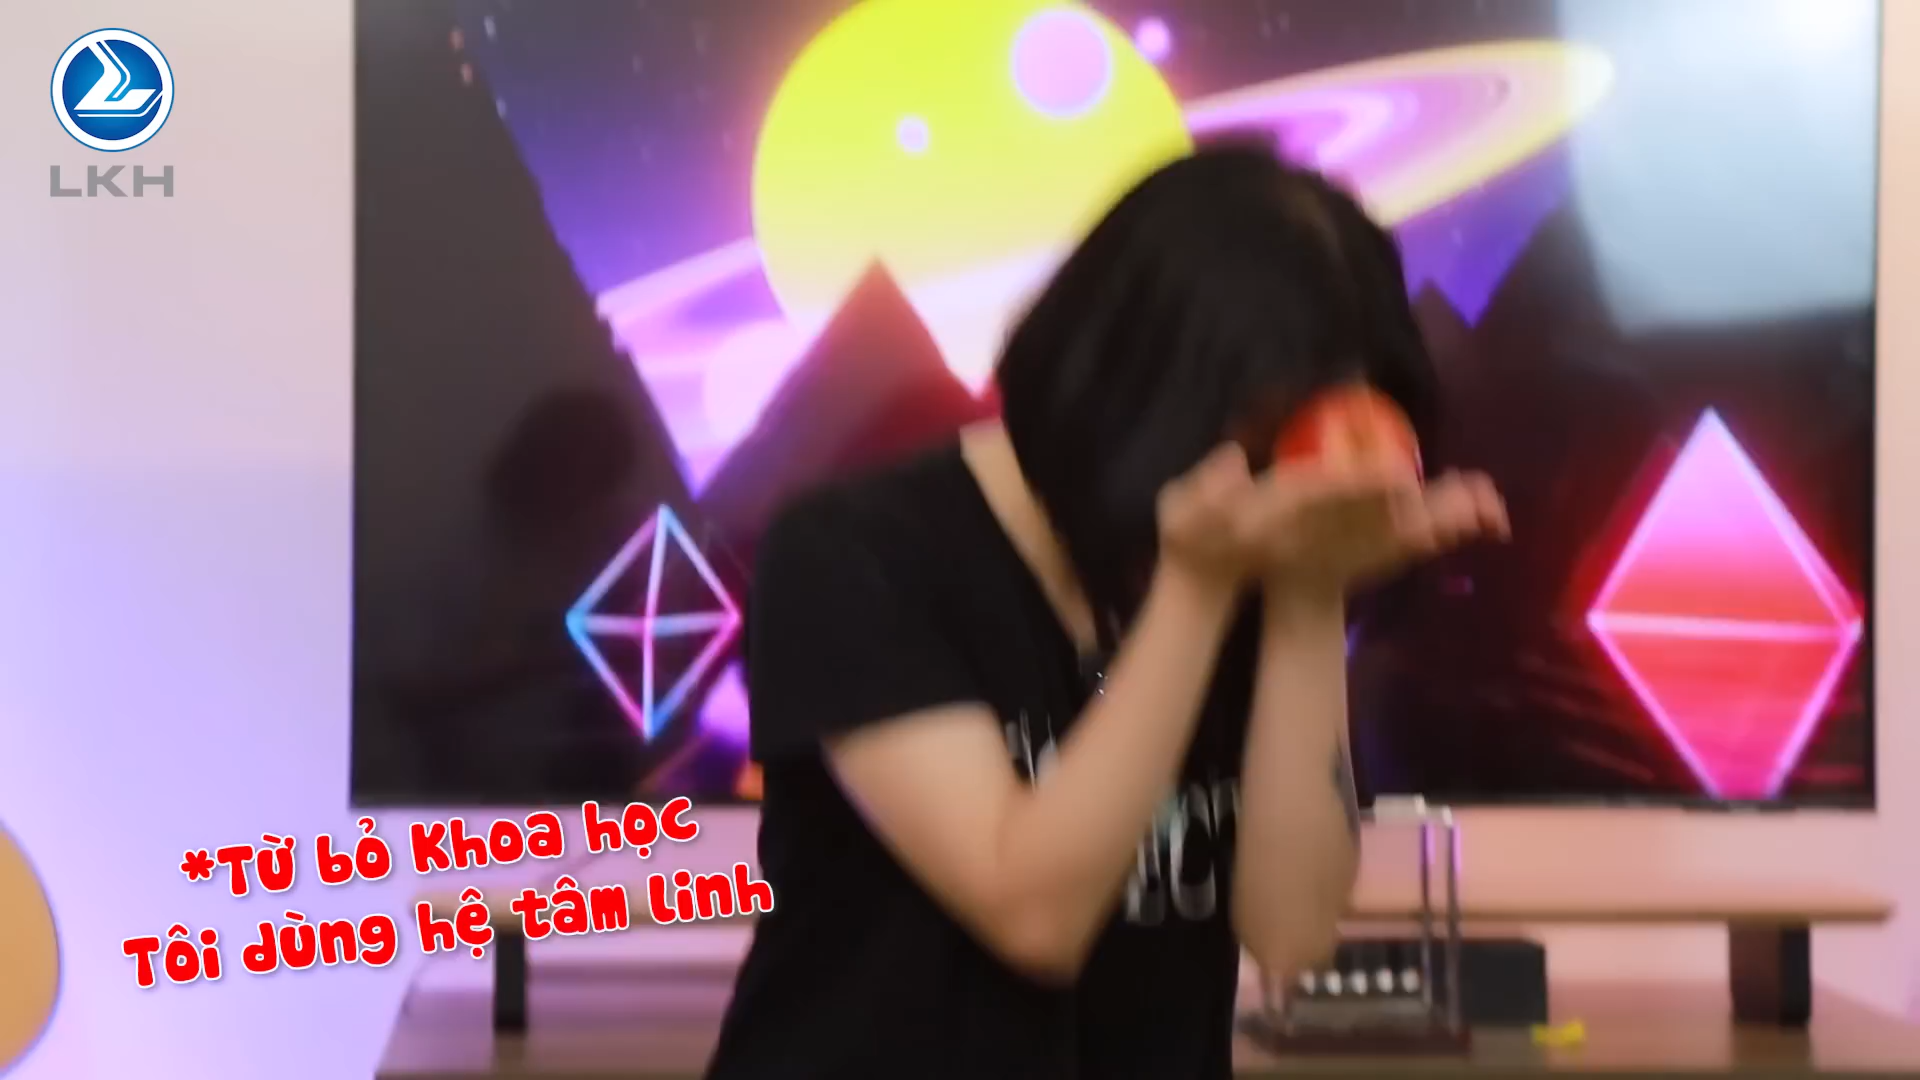 LKH
*Từ bỏ Khoa học
Tôi dùng hệ tâm linh